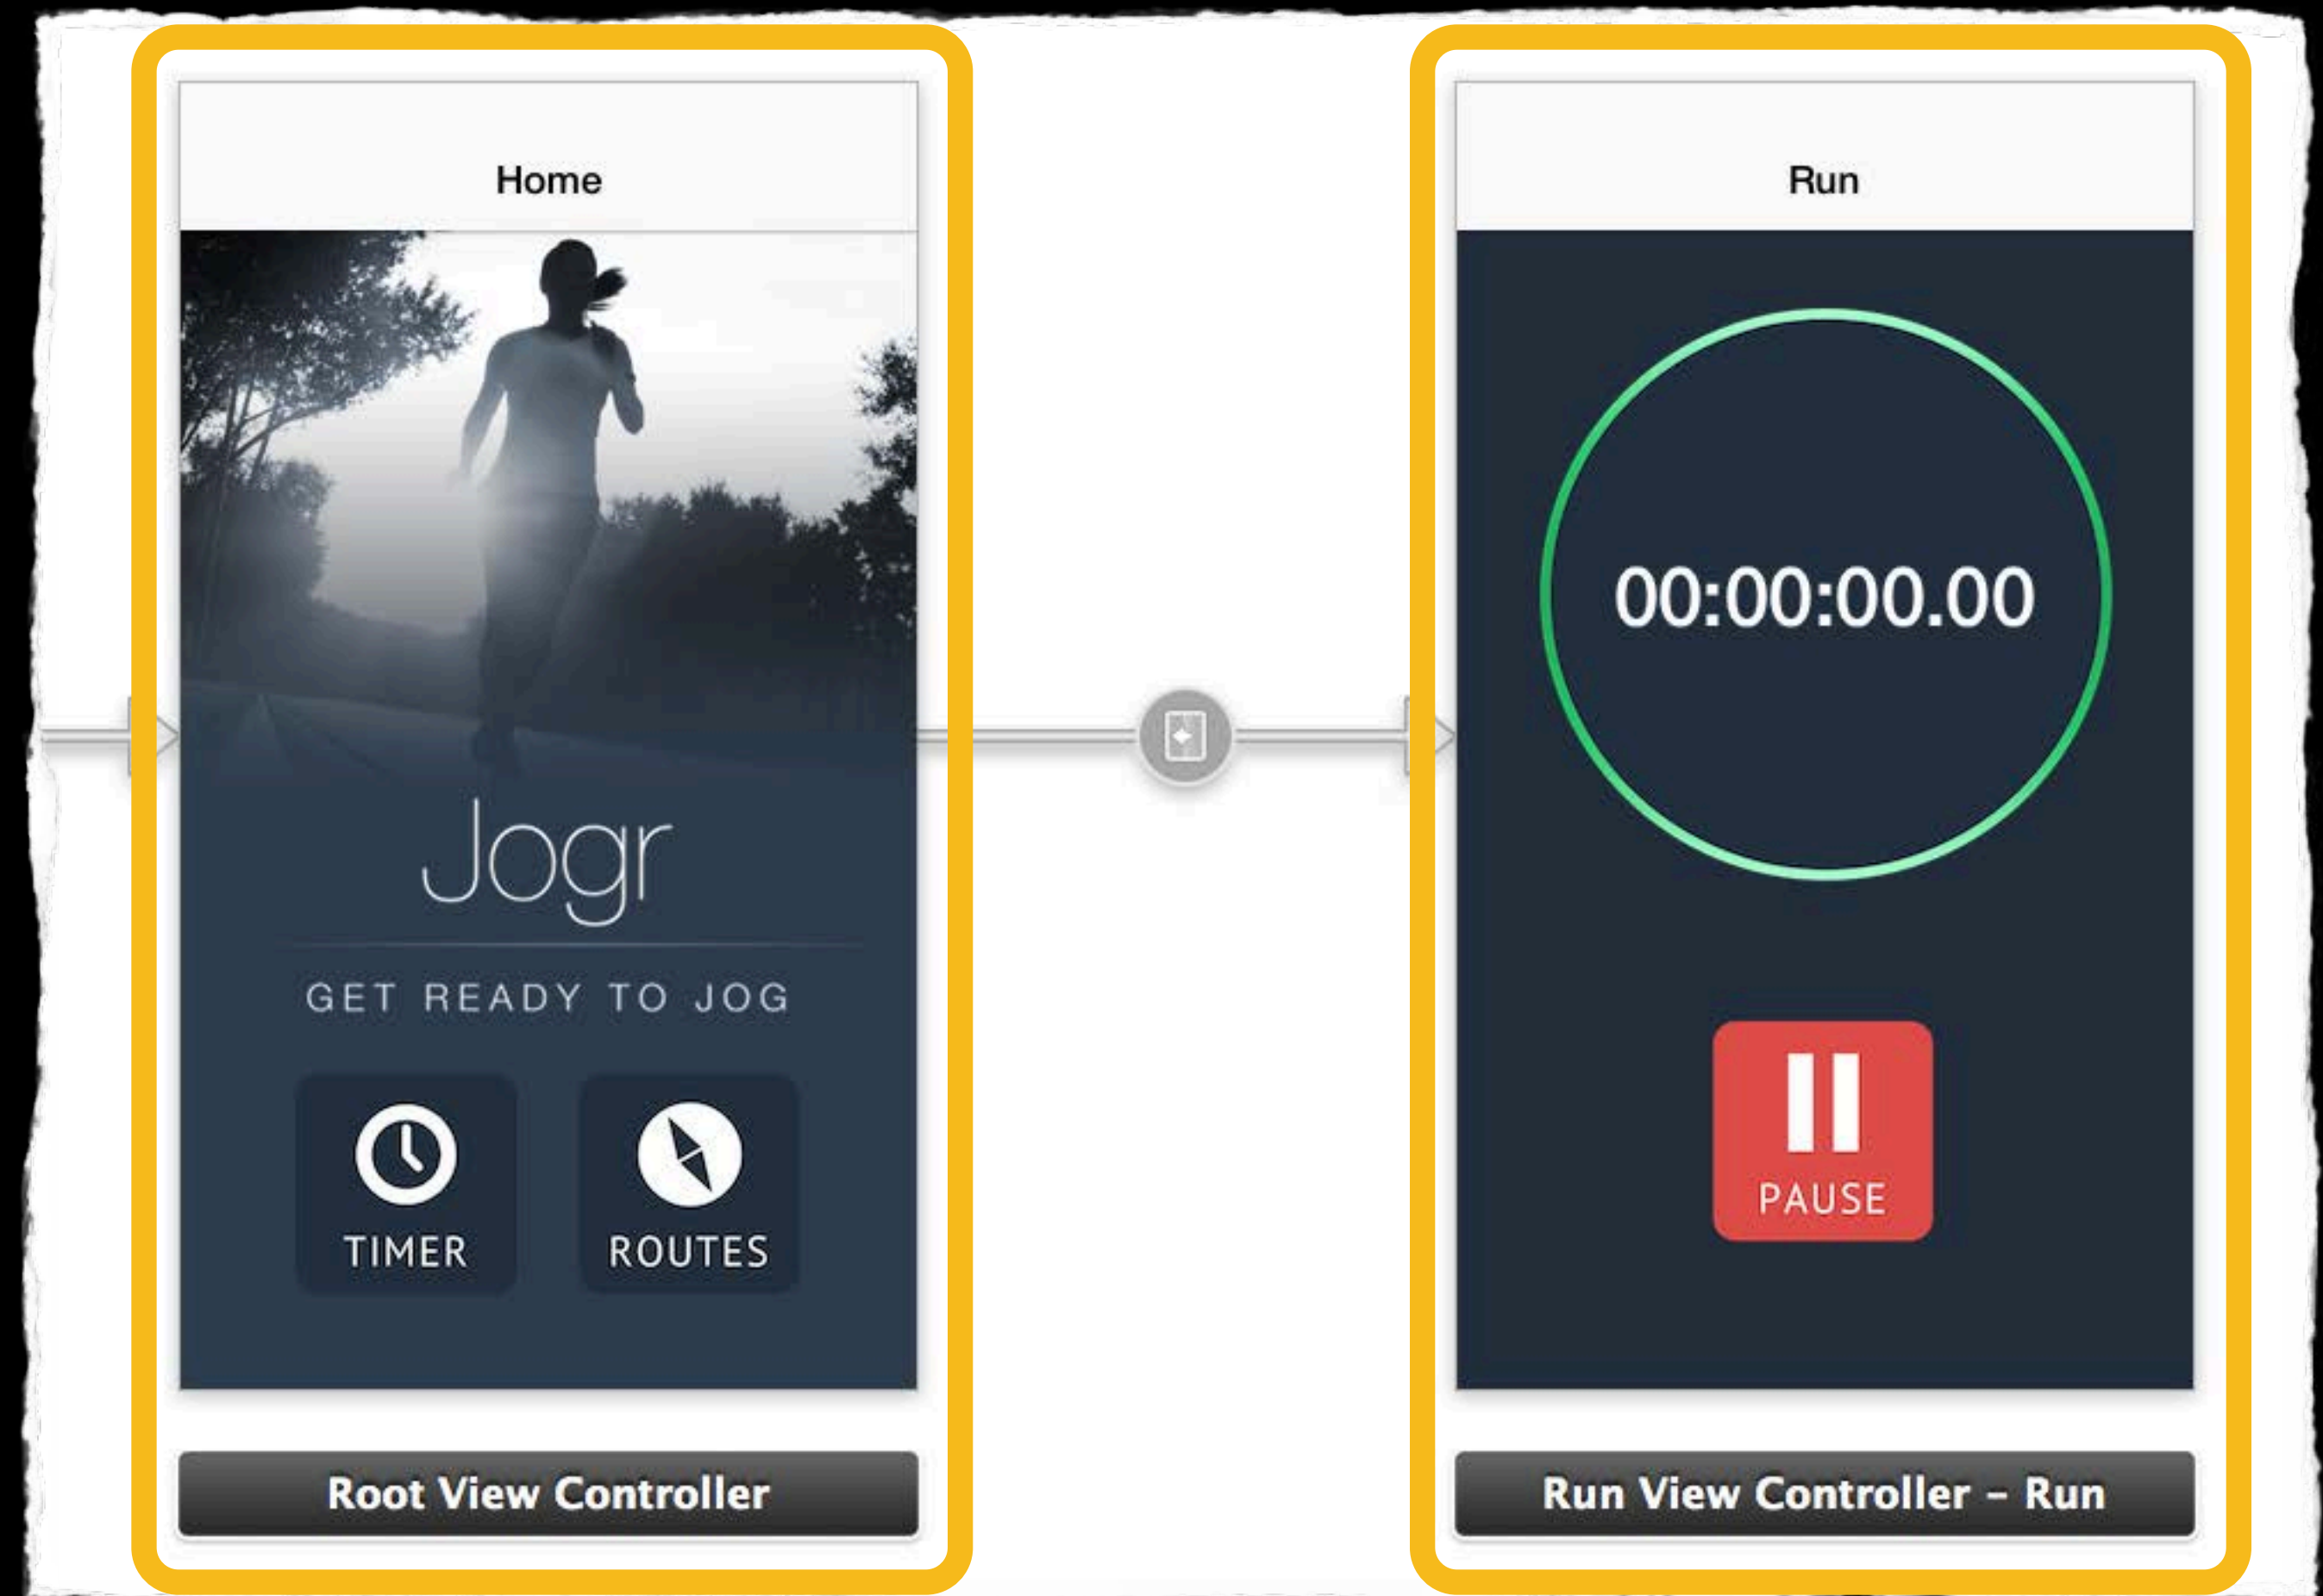 Home
Jogr
GET READY TO JOG
TIMER
ROUTES
Root View Controller
Run
00:00:00.00
PAUSE
Run View Controller – Run